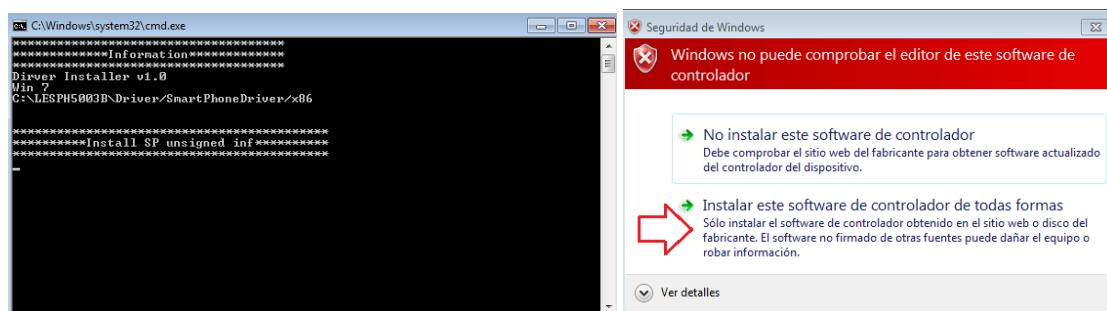 C:\Windows\system32\cmd.exe
******************************************
***************Information***************
******************************************
Dirver Installer v1.0
Win 7
C:\LESPH5003B\Driver/SmartPhoneDriver/x86
*************************************************
***********Install SP unsigned inf***********
*************************************************
Seguridad de Windows
Windows no puede comprobar el editor de este software de
controlador
No instalar este software de controlador
Debe comprobar el sitio web del fabricante para obtener software actualizado
del controlador del dispositivo.
Instalar este software de controlador de todas formas
Sólo instalar el software de controlador obtenido en el sitio web o disco del
fabricante. El software no firmado de otras fuentes puede dañar el equipo o
robar información.
Ver detalles